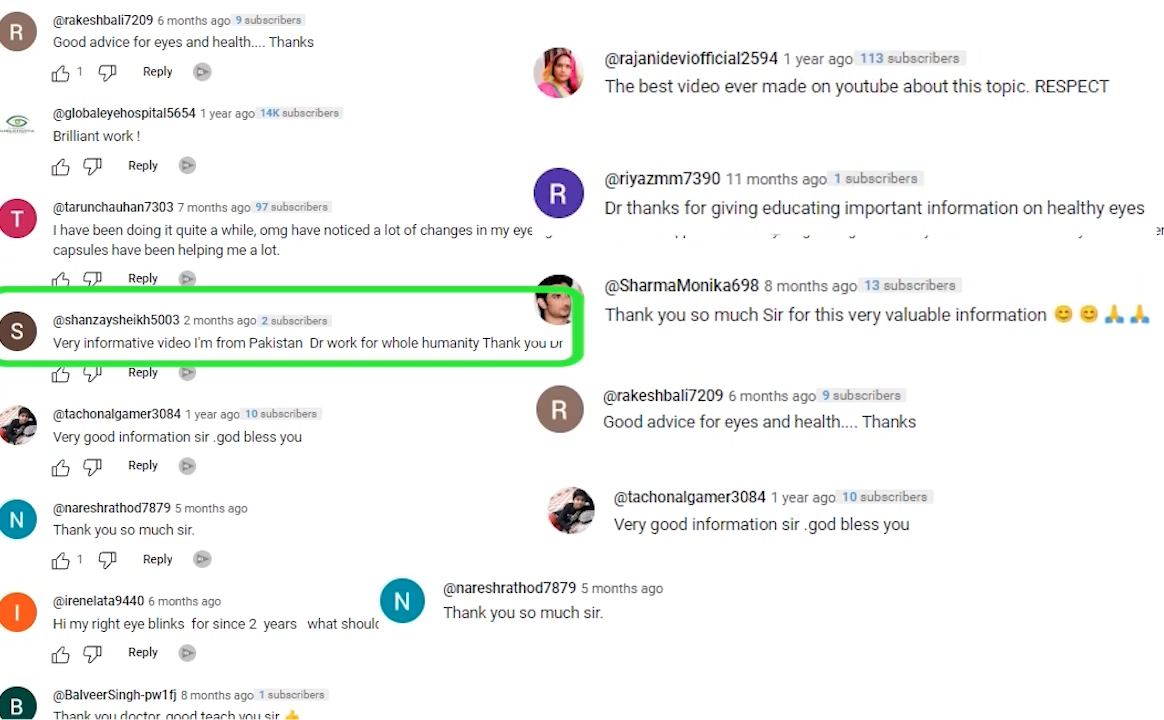 @rakeshbali7209 6 months ago 9 subscribers
Good advice for eyes and health.... Thanks
1 Reply
@globaleyehospital5654 1 year ago 14K subscribers
Brilliant work !
Reply
@tarunchauhan7303 7 months ago 97 subscribers
I have been doing it quite a while, omg have noticed a lot of changes in my eye
capsules have been helping me a lot.
Reply
@shanzaysheikh5003 2 months ago 2 subscribers
Very informative video I'm from Pakistan Dr work for whole humanity Thank you Dr
Reply
@tachonalgamer3084 1 year ago 10 subscribers
Very good information sir .god bless you
Reply
@nareshrathod7879 5 months ago
Thank you so much sir.
1 Reply
@irenelata9440 6 months ago
Hi my right eye blinks for since 2 years what
Reply
@BalveerSingh-pw1fj 8 months ago 1 subscribers
Thank you doctor good teach you sir 👍
@rajanideviofficial2594 1 year ago 113 subscribers
The best video ever made on youtube about this topic. RESPECT
@riyazmm7390 11 months ago 1 subscribers
Dr thanks for giving educating important information on healthy eyes
@SharmaMonika698 8 months ago 13 subscribers
Thank you so much Sir for this very valuable information 😊 😊 🙏 🙏
@rakeshbali7209 6 months ago 9 subscribers
Good advice for eyes and health.... Thanks
@tachonalgamer3084 1 year ago 10 subscribers
Very good information sir .god bless you
@nareshrathod7879 5 months ago
Thank you so much sir.
R
T
S
N
I
B
R
R
N